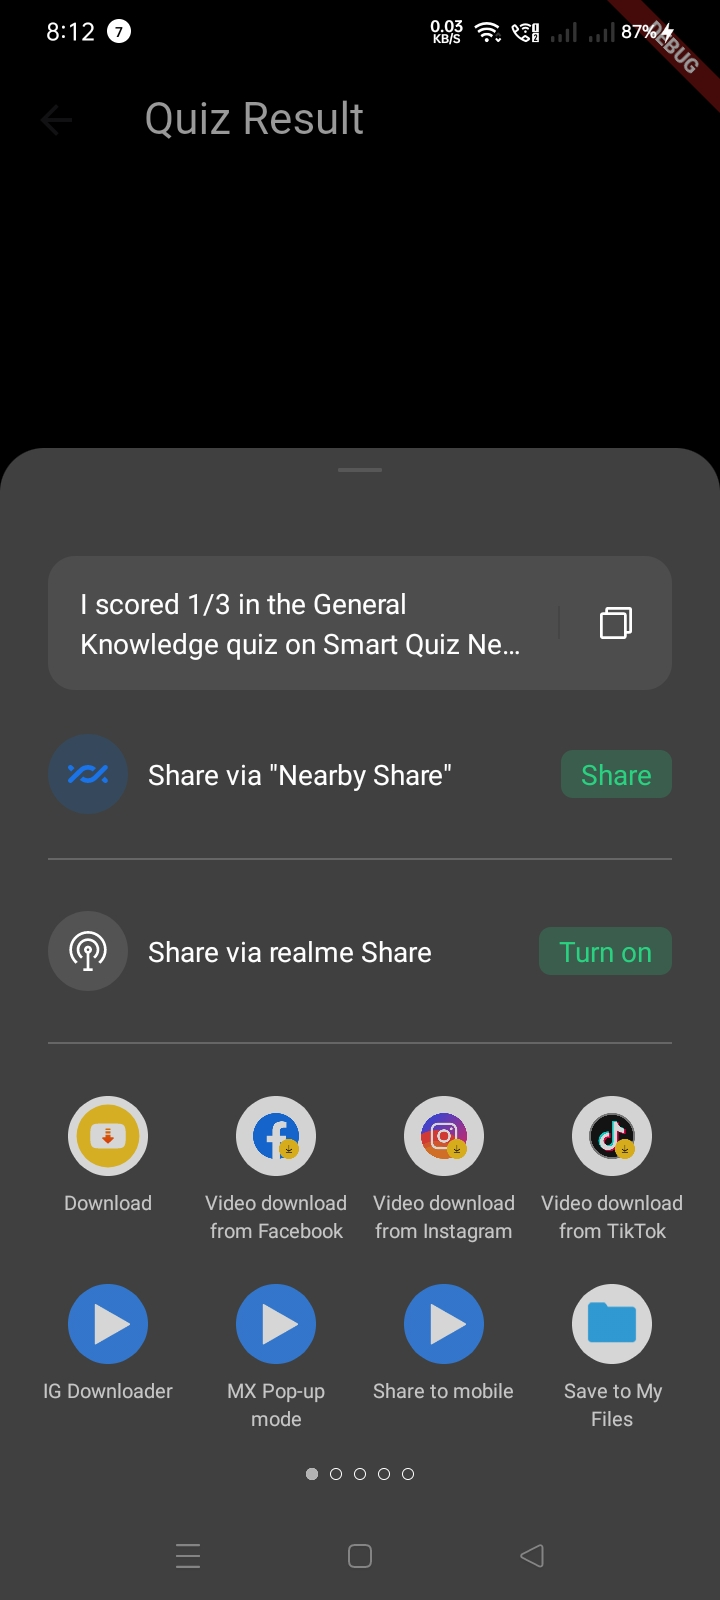 8:12
7
0.03
KB/S
1
2
87%
DEBUG
Quiz Result
I scored 1/3 in the General
Knowledge quiz on Smart Quiz Ne...
Share via "Nearby Share"
Share
Share via realme Share
Turn on
Download
Video download
from Facebook
Video download
from Instagram
Video download
from TikTok
IG Downloader
MX Pop-up
mode
Share to mobile
Save to My
Files